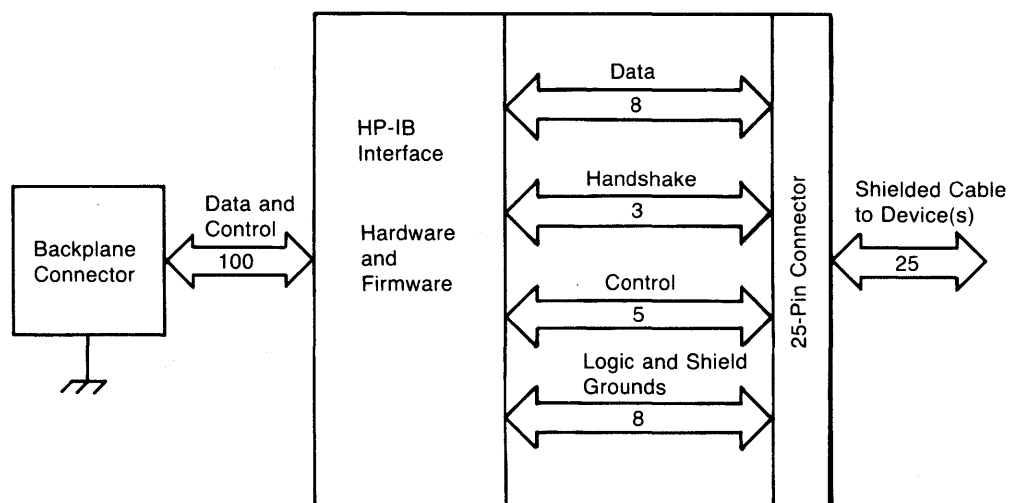 Backplane
Connector
Data and
Control
100
HP-IB
Interface
Hardware
and
Firmware
Data
8
Handshake
3
Control
5
Logic and Shield
Grounds
8
25-Pin Connector
Shielded Cable
to Device(s)
25